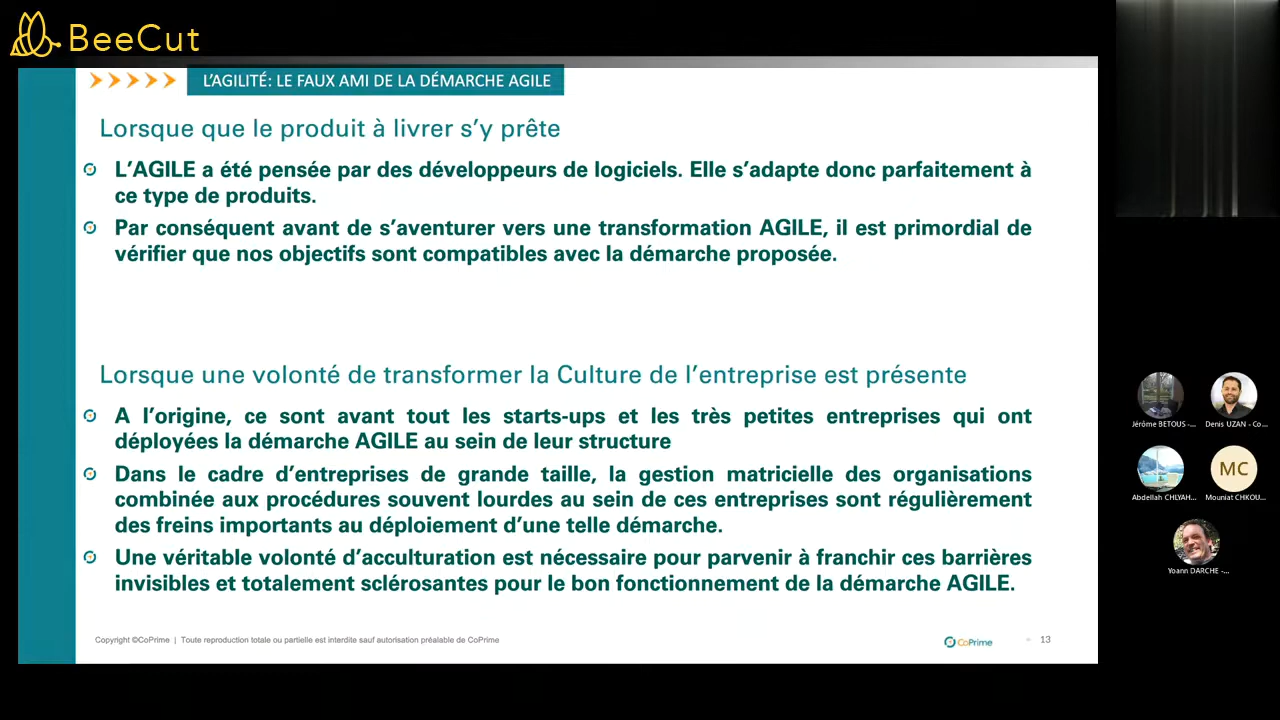 BeeCut
L'AGILITÉ: LE FAUX AMI DE LA DÉMARCHE AGILE
Lorsque que le produit à livrer s'y prête
L'AGILE a été pensée par des développeurs de logiciels. Elle s'adapte donc parfaitement à
ce type de produits.
Par conséquent avant de s'aventurer vers une transformation AGILE, il est primordial de
vérifier que nos objectifs sont compatibles avec la démarche proposée.
Lorsque une volonté de transformer la Culture de l'entreprise est présente
A l'origine, ce sont avant tout les starts-ups et les très petites entreprises qui ont
déployées la démarche AGILE au sein de leur structure
Dans le cadre d'entreprises de grande taille, la gestion matricielle des organisations
combinée aux procédures souvent lourdes au sein de ces entreprises sont régulièrement
des freins importants au déploiement d'une telle démarche.
Une véritable volonté d'acculturation est nécessaire pour parvenir à franchir ces barrières
invisibles et totalement sclérosantes pour le bon fonctionnement de la démarche AGILE.
Copyright ©CoPrime | Toute reproduction totale ou partielle est interdite sauf autorisation préalable de CoPrime
CoPrime
13
Jérôme BETOUS -...
Denis UZAN - Co...
Abdellah CHLYAH...
MC
Mouniat CHKOU...
Yoann DARCHE -...